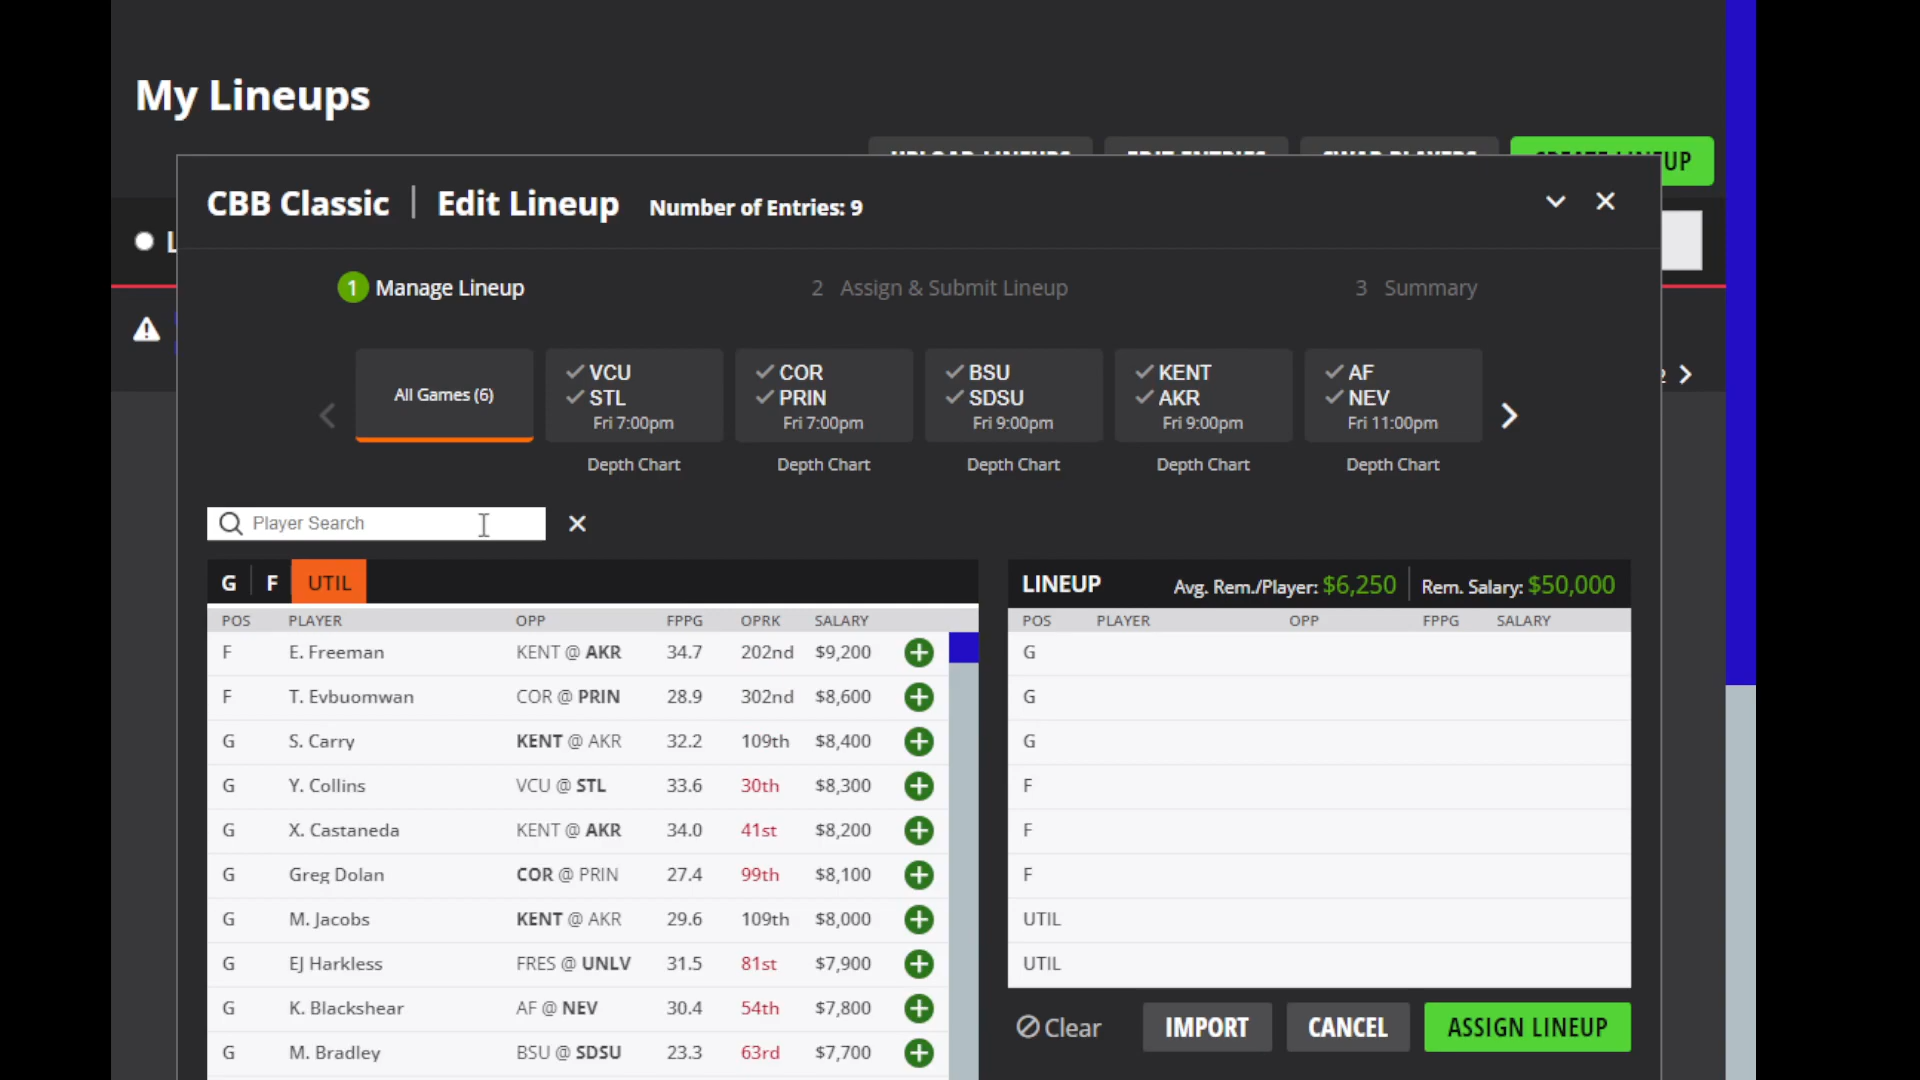 My Lineups
UPLOAD LINEUPS EDIT ENTRIES SWAP PLAYERS CREATE LINEUP
CBB Classic | Edit Lineup Number of Entries: 9
1 Manage Lineup 2 Assign & Submit Lineup 3 Summary
All Games (6)
VCU
STL
Fri 7:00pm
Depth Chart
COR
PRIN
Fri 7:00pm
Depth Chart
BSU
SDSU
Fri 9:00pm
Depth Chart
KENT
AKR
Fri 9:00pm
Depth Chart
AF
NEV
Fri 11:00pm
Depth Chart
Player Search
G F UTIL
POS PLAYER OPP FPPG OPRK SALARY
F E. Freeman KENT @ AKR 34.7 202nd $9,200
F T. Evbuomwan COR @ PRIN 28.9 302nd $8,600
G S. Carry KENT @ AKR 32.2 109th $8,400
G Y. Collins VCU @ STL 33.6 30th $8,300
G X. Castaneda KENT @ AKR 34.0 41st $8,200
G Greg Dolan COR @ PRIN 27.4 99th $8,100
G M. Jacobs KENT @ AKR 29.6 109th $8,000
G EJ Harkless FRES @ UNLV 31.5 81st $7,900
G K. Blackshear AF @ NEV 30.4 54th $7,800
G M. Bradley BSU @ SDSU 23.3 63rd $7,700
LINEUP Avg. Rem./Player: $6,250 Rem. Salary: $50,000
POS PLAYER OPP FPPG SALARY
G
G
G
F
F
F
UTIL
UTIL
Clear IMPORT CANCEL ASSIGN LINEUP